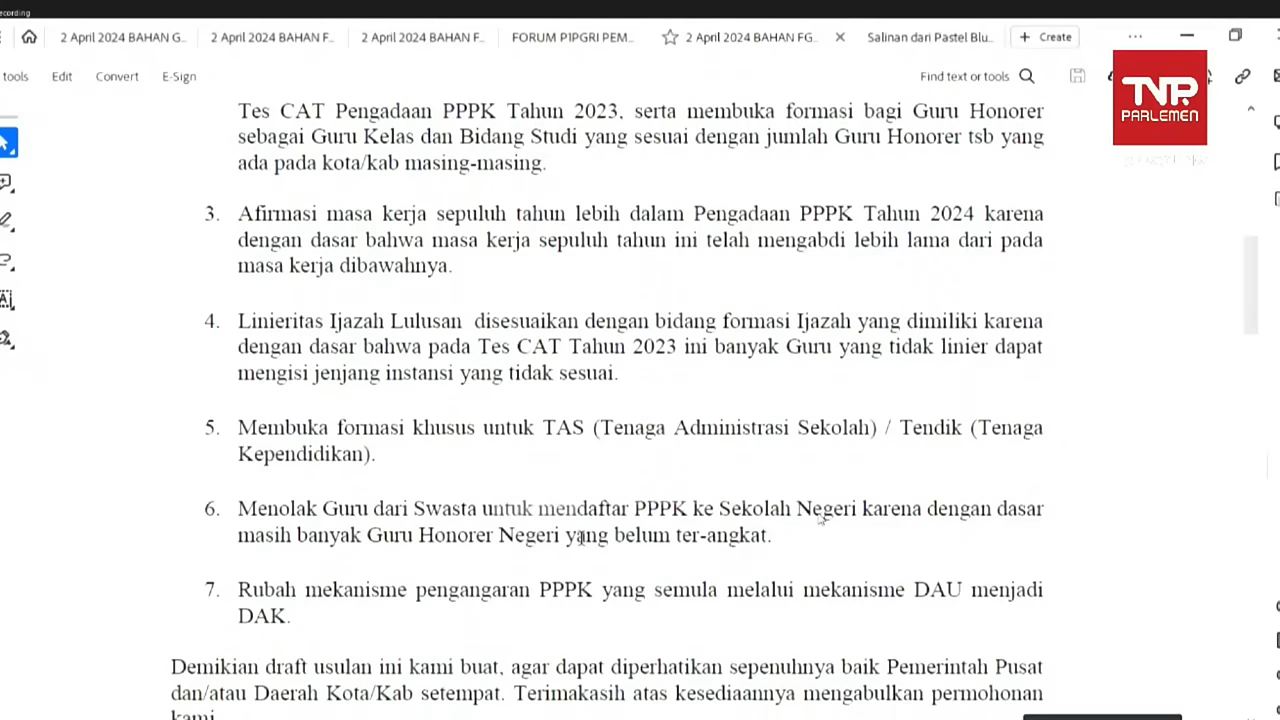 ecording
2 April 2024 BAHAN G...
2 April 2024 BAHAN F...
2 April 2024 BAHAN F...
FORUM PIPGRI PEM...
2 April 2024 BAHAN FG...
Salinan dari Pastel Blu...
+ Create
tools
Edit
Convert
E-Sign
Find text or tools
TVR
PARLEMEN
Tes CAT Pengadaan PPPK Tahun 2023, serta membuka formasi bagi Guru Honorer
sebagai Guru Kelas dan Bidang Studi yang sesuai dengan jumlah Guru Honorer tsb yang
ada pada kota/kab masing-masing.
3. Afirmasi masa kerja sepuluh tahun lebih dalam Pengadaan PPPK Tahun 2024 karena
dengan dasar bahwa masa kerja sepuluh tahun ini telah mengabdi lebih lama dari pada
masa kerja dibawahnya.
4. Linieritas Ijazah Lulusan disesuaikan dengan bidang formasi Ijazah yang dimiliki karena
dengan dasar bahwa pada Tes CAT Tahun 2023 ini banyak Guru yang tidak linier dapat
mengisi jenjang instansi yang tidak sesuai.
5. Membuka formasi khusus untuk TAS (Tenaga Administrasi Sekolah) / Tendik (Tenaga
Kependidikan).
6. Menolak Guru dari Swasta untuk mendaftar PPPK ke Sekolah Negeri karena dengan dasar
masih banyak Guru Honorer Negeri yang belum ter-angkat.
7. Rubah mekanisme pengangaran PPPK yang semula melalui mekanisme DAU menjadi
DAK.
Demikian draft usulan ini kami buat, agar dapat diperhatikan sepenuhnya baik Pemerintah Pusat
dan/atau Daerah Kota/Kab setempat. Terimakasih atas kesediaannya mengabulkan permohonan
kami